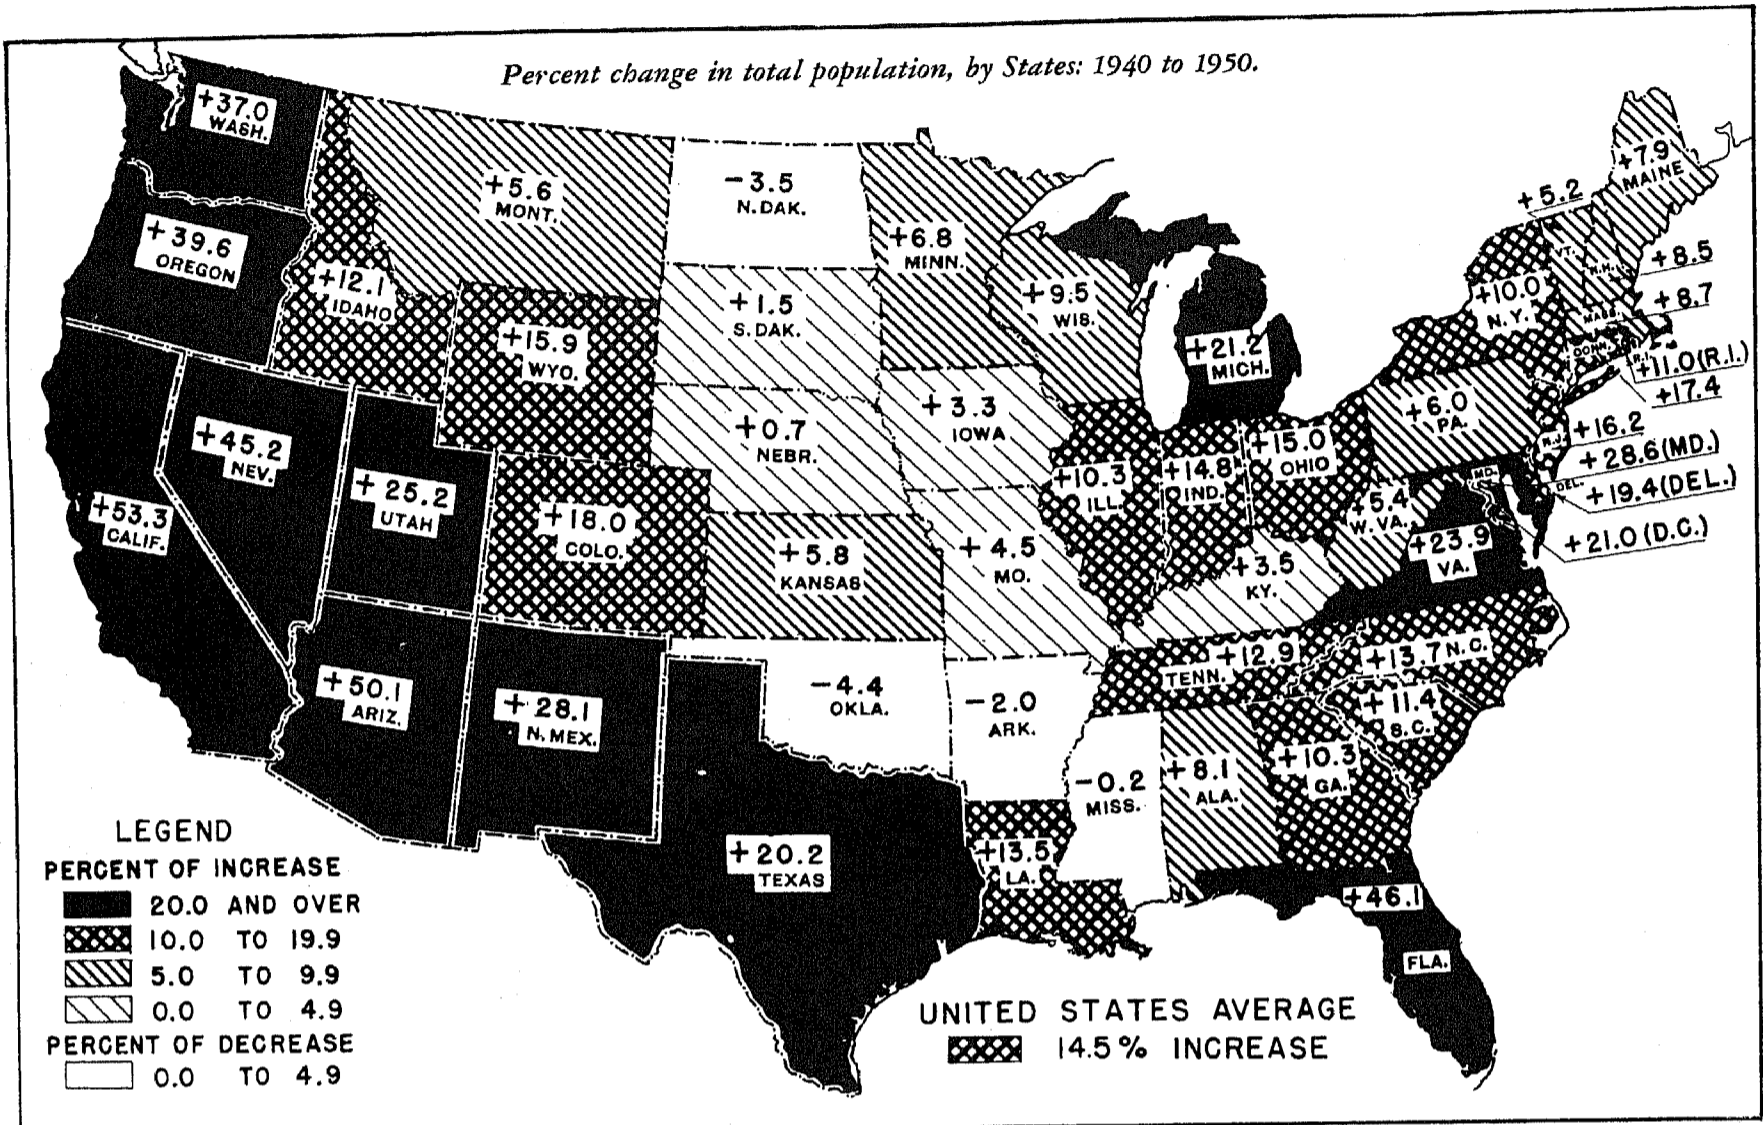 Percent change in total population, by States: 1940 to 1950.
+37.0
WASH.
+39.6
OREGON
+12.1
IDAHO
+5.6
MONT.
-3.5
N.DAK.
+6.8
MINN.
+1.5
S.DAK.
+15.9
WYO.
+9.5
WIS.
+21.2
MICH.
+7.9
MAINE
+5.2
VT.
N.H.
+8.5
MASS.
+8.7
+10.0
N.Y.
CONN.
R.I.
+11.0 (R.I.)
+17.4
+6.0
PA.
N.J.
+16.2
MD.
+28.6 (MD.)
DEL.
+19.4 (DEL.)
+21.0 (D.C.)
+53.3
CALIF.
+45.2
NEV.
+25.2
UTAH
+18.0
COLO.
+0.7
NEBR.
+3.3
IOWA
+10.3
ILL.
+14.8
IND.
+15.0
OHIO
+5.4
W.VA.
+23.9
VA.
+5.8
KANSAS
+4.5
MO.
+3.5
KY.
+50.1
ARIZ.
+28.1
N.MEX.
-4.4
OKLA.
-2.0
ARK.
TENN. +12.9
+13.7 N.C.
+11.4
S.C.
+20.2
TEXAS
+13.5
LA.
-0.2
MISS.
+8.1
ALA.
+10.3
GA.
+46.1
FLA.
LEGEND
PERCENT OF INCREASE
20.0 AND OVER
10.0 TO 19.9
5.0 TO 9.9
0.0 TO 4.9
PERCENT OF DECREASE
0.0 TO 4.9
UNITED STATES AVERAGE
14.5% INCREASE